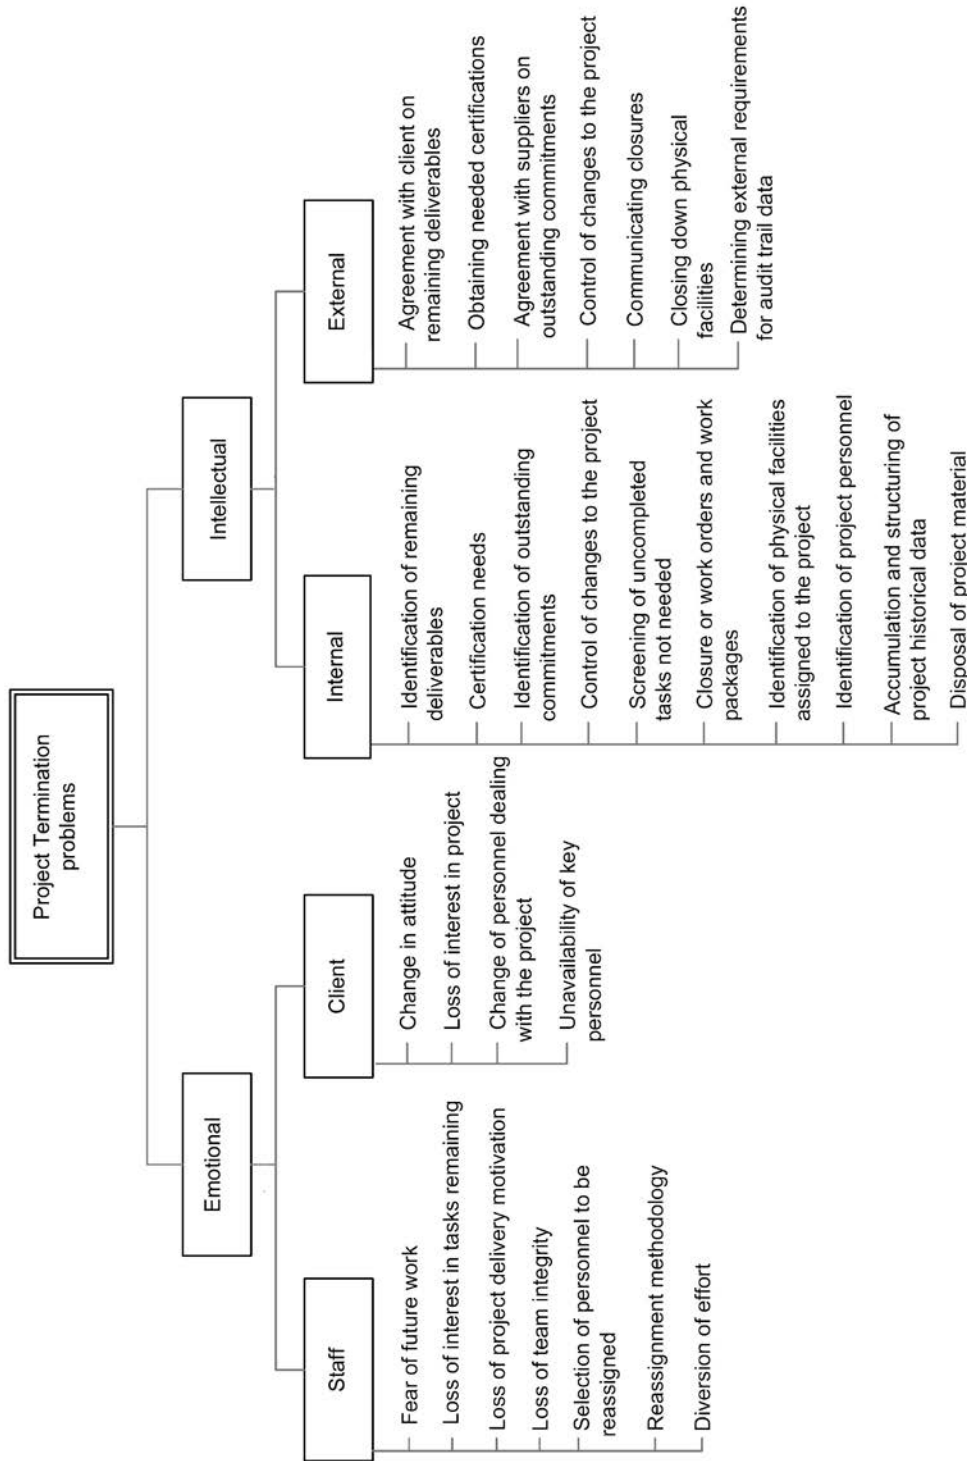 Project Termination
problems
Emotional
Intellectual
Staff
Client
Internal
External
Fear of future work
Loss of interest in tasks remaining
Loss of project delivery motivation
Loss of team integrity
Selection of personnel to be
reassigned
Reassignment methodology
Diversion of effort
Change in attitude
Loss of interest in project
Change of personnel dealing
with the project
Unavailability of key
personnel
Identification of remaining
deliverables
Certification needs
Identification of outstanding
commitments
Control of changes to the project
Screening of uncompleted
tasks not needed
Closure or work orders and work
packages
Identification of physical facilities
assigned to the project
Identification of project personnel
Accumulation and structuring of
project historical data
Disposal of project material
Agreement with client on
remaining deliverables
Obtaining needed certifications
Agreement with suppliers on
outstanding commitments
Control of changes to the project
Communicating closures
Closing down physical
facilities
Determining external requirements
for audit trail data